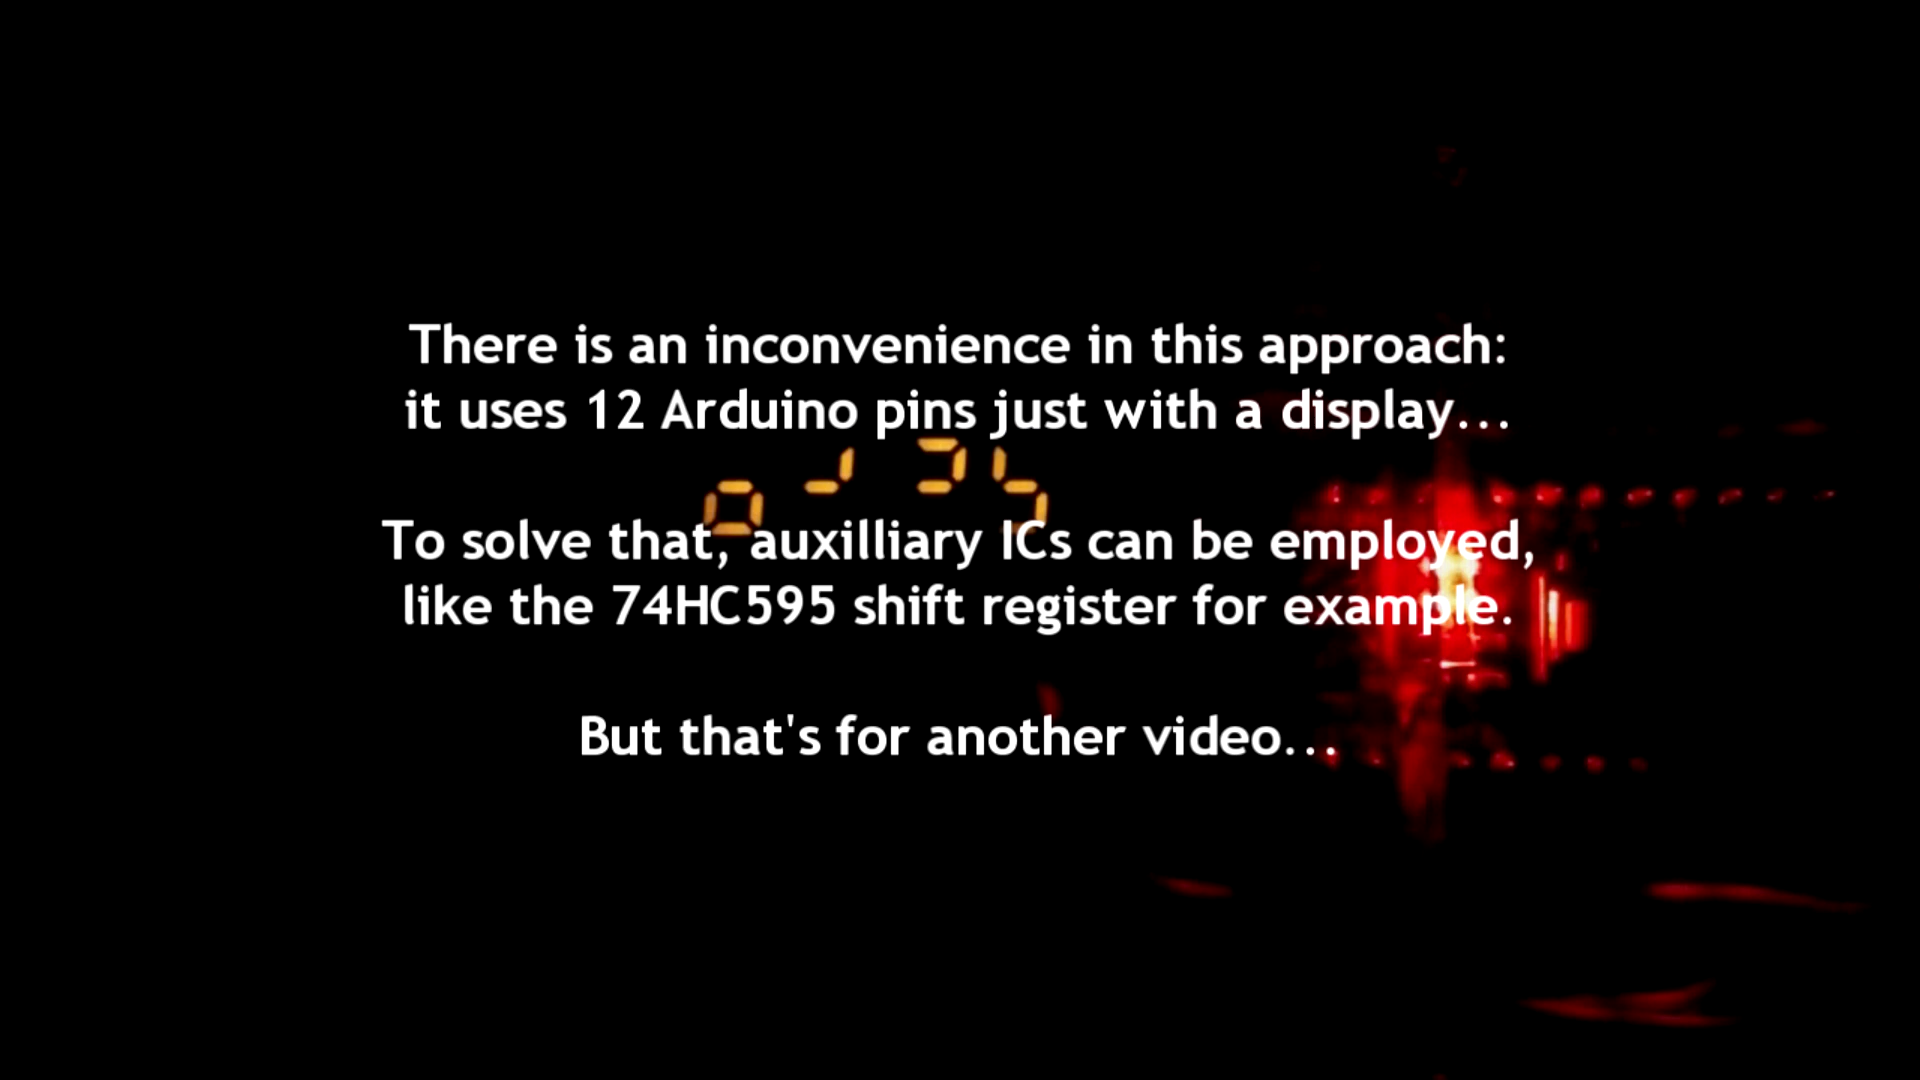 There is an inconvenience in this approach:
it uses 12 Arduino pins just with a display...
To solve that, auxilliary ICs can be employed,
like the 74HC595 shift register for example.
But that's for another video...